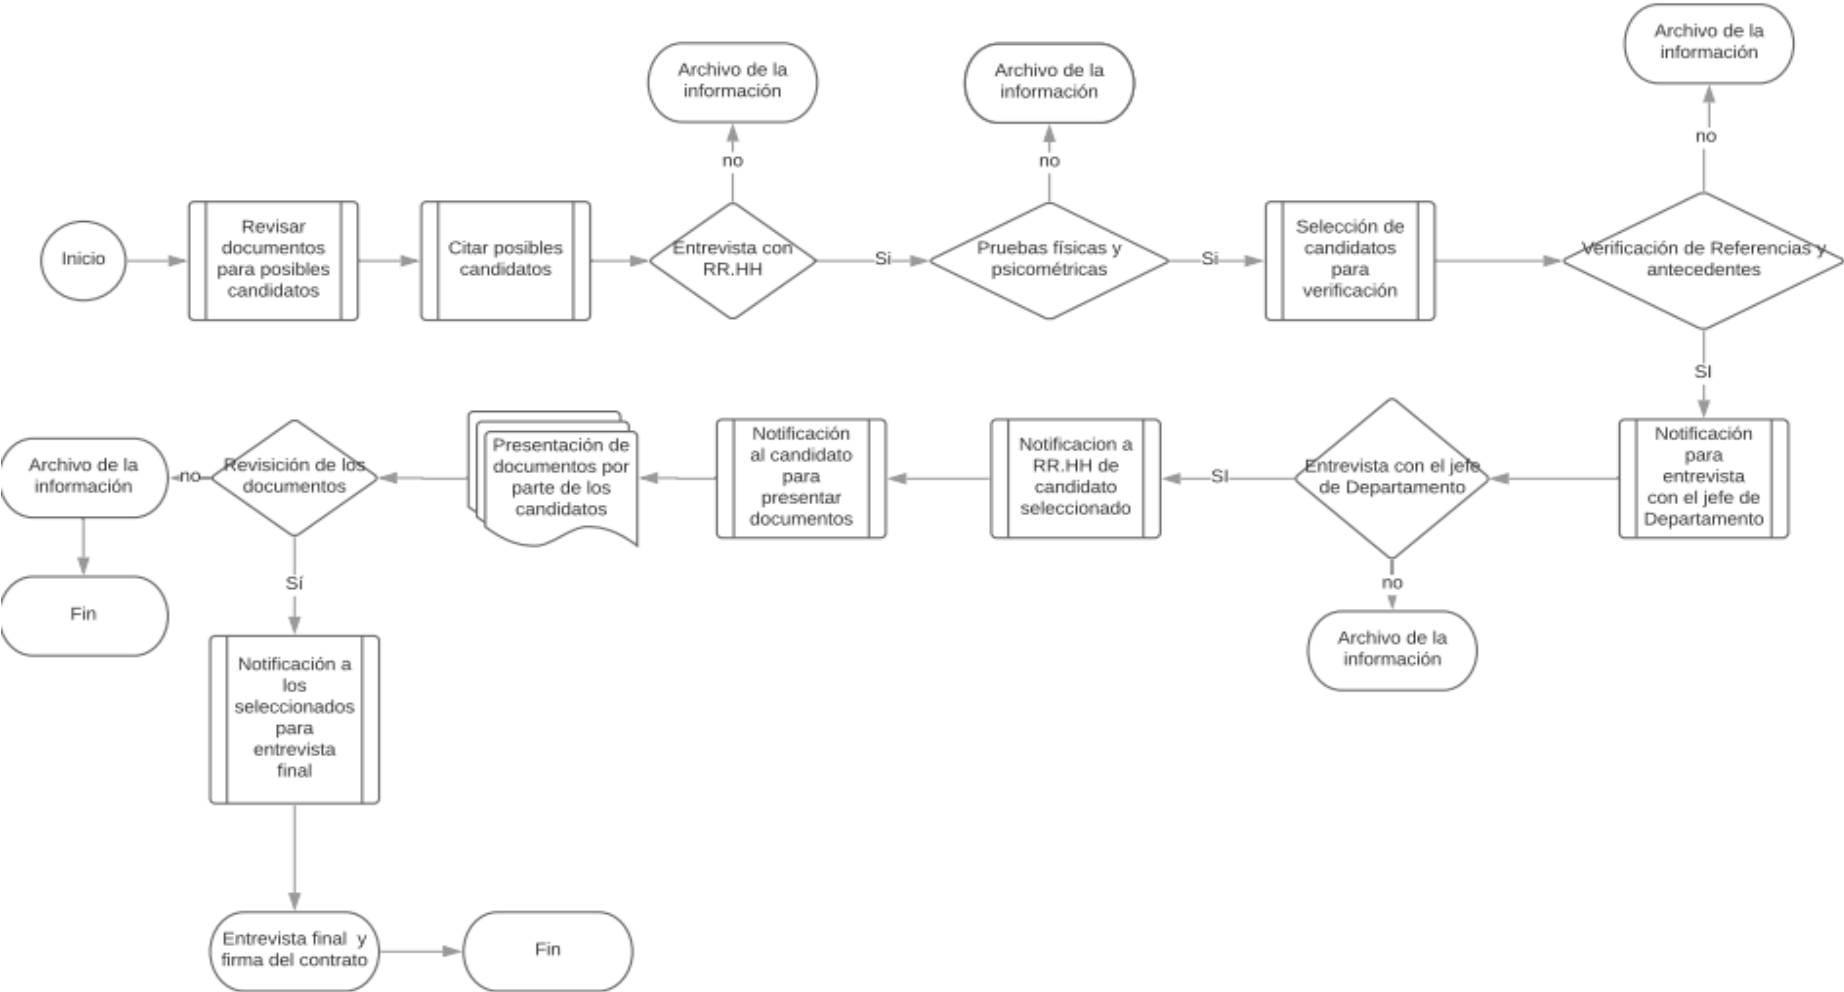 Archivo de la
información
Archivo de la
información
Archivo de la
información
no
no
no
Inicio
Revisar
documentos
para posibles
candidatos
Citar posibles
candidatos
Entrevista con
RR.HH
Si
Pruebas físicas y
psicométricas
Si
Selección de
candidatos
para
verificación
Verificación de Referencias y
antecedentes
SI
Notificación
para
entrevista
con el jefe de
Departamento
Entrevista con el jefe
de Departamento
SI
Notificacion a
RR.HH de
candidato
seleccionado
Notificación
al candidato
para
presentar
documentos
Presentación de
documentos por
parte de los
candidatos
Revisición de los
documentos
no
Archivo de la
información
Fin
no
Archivo de la
información
Sí
Notificación a
los
seleccionados
para
entrevista
final
Entrevista final  y
firma del contrato
Fin